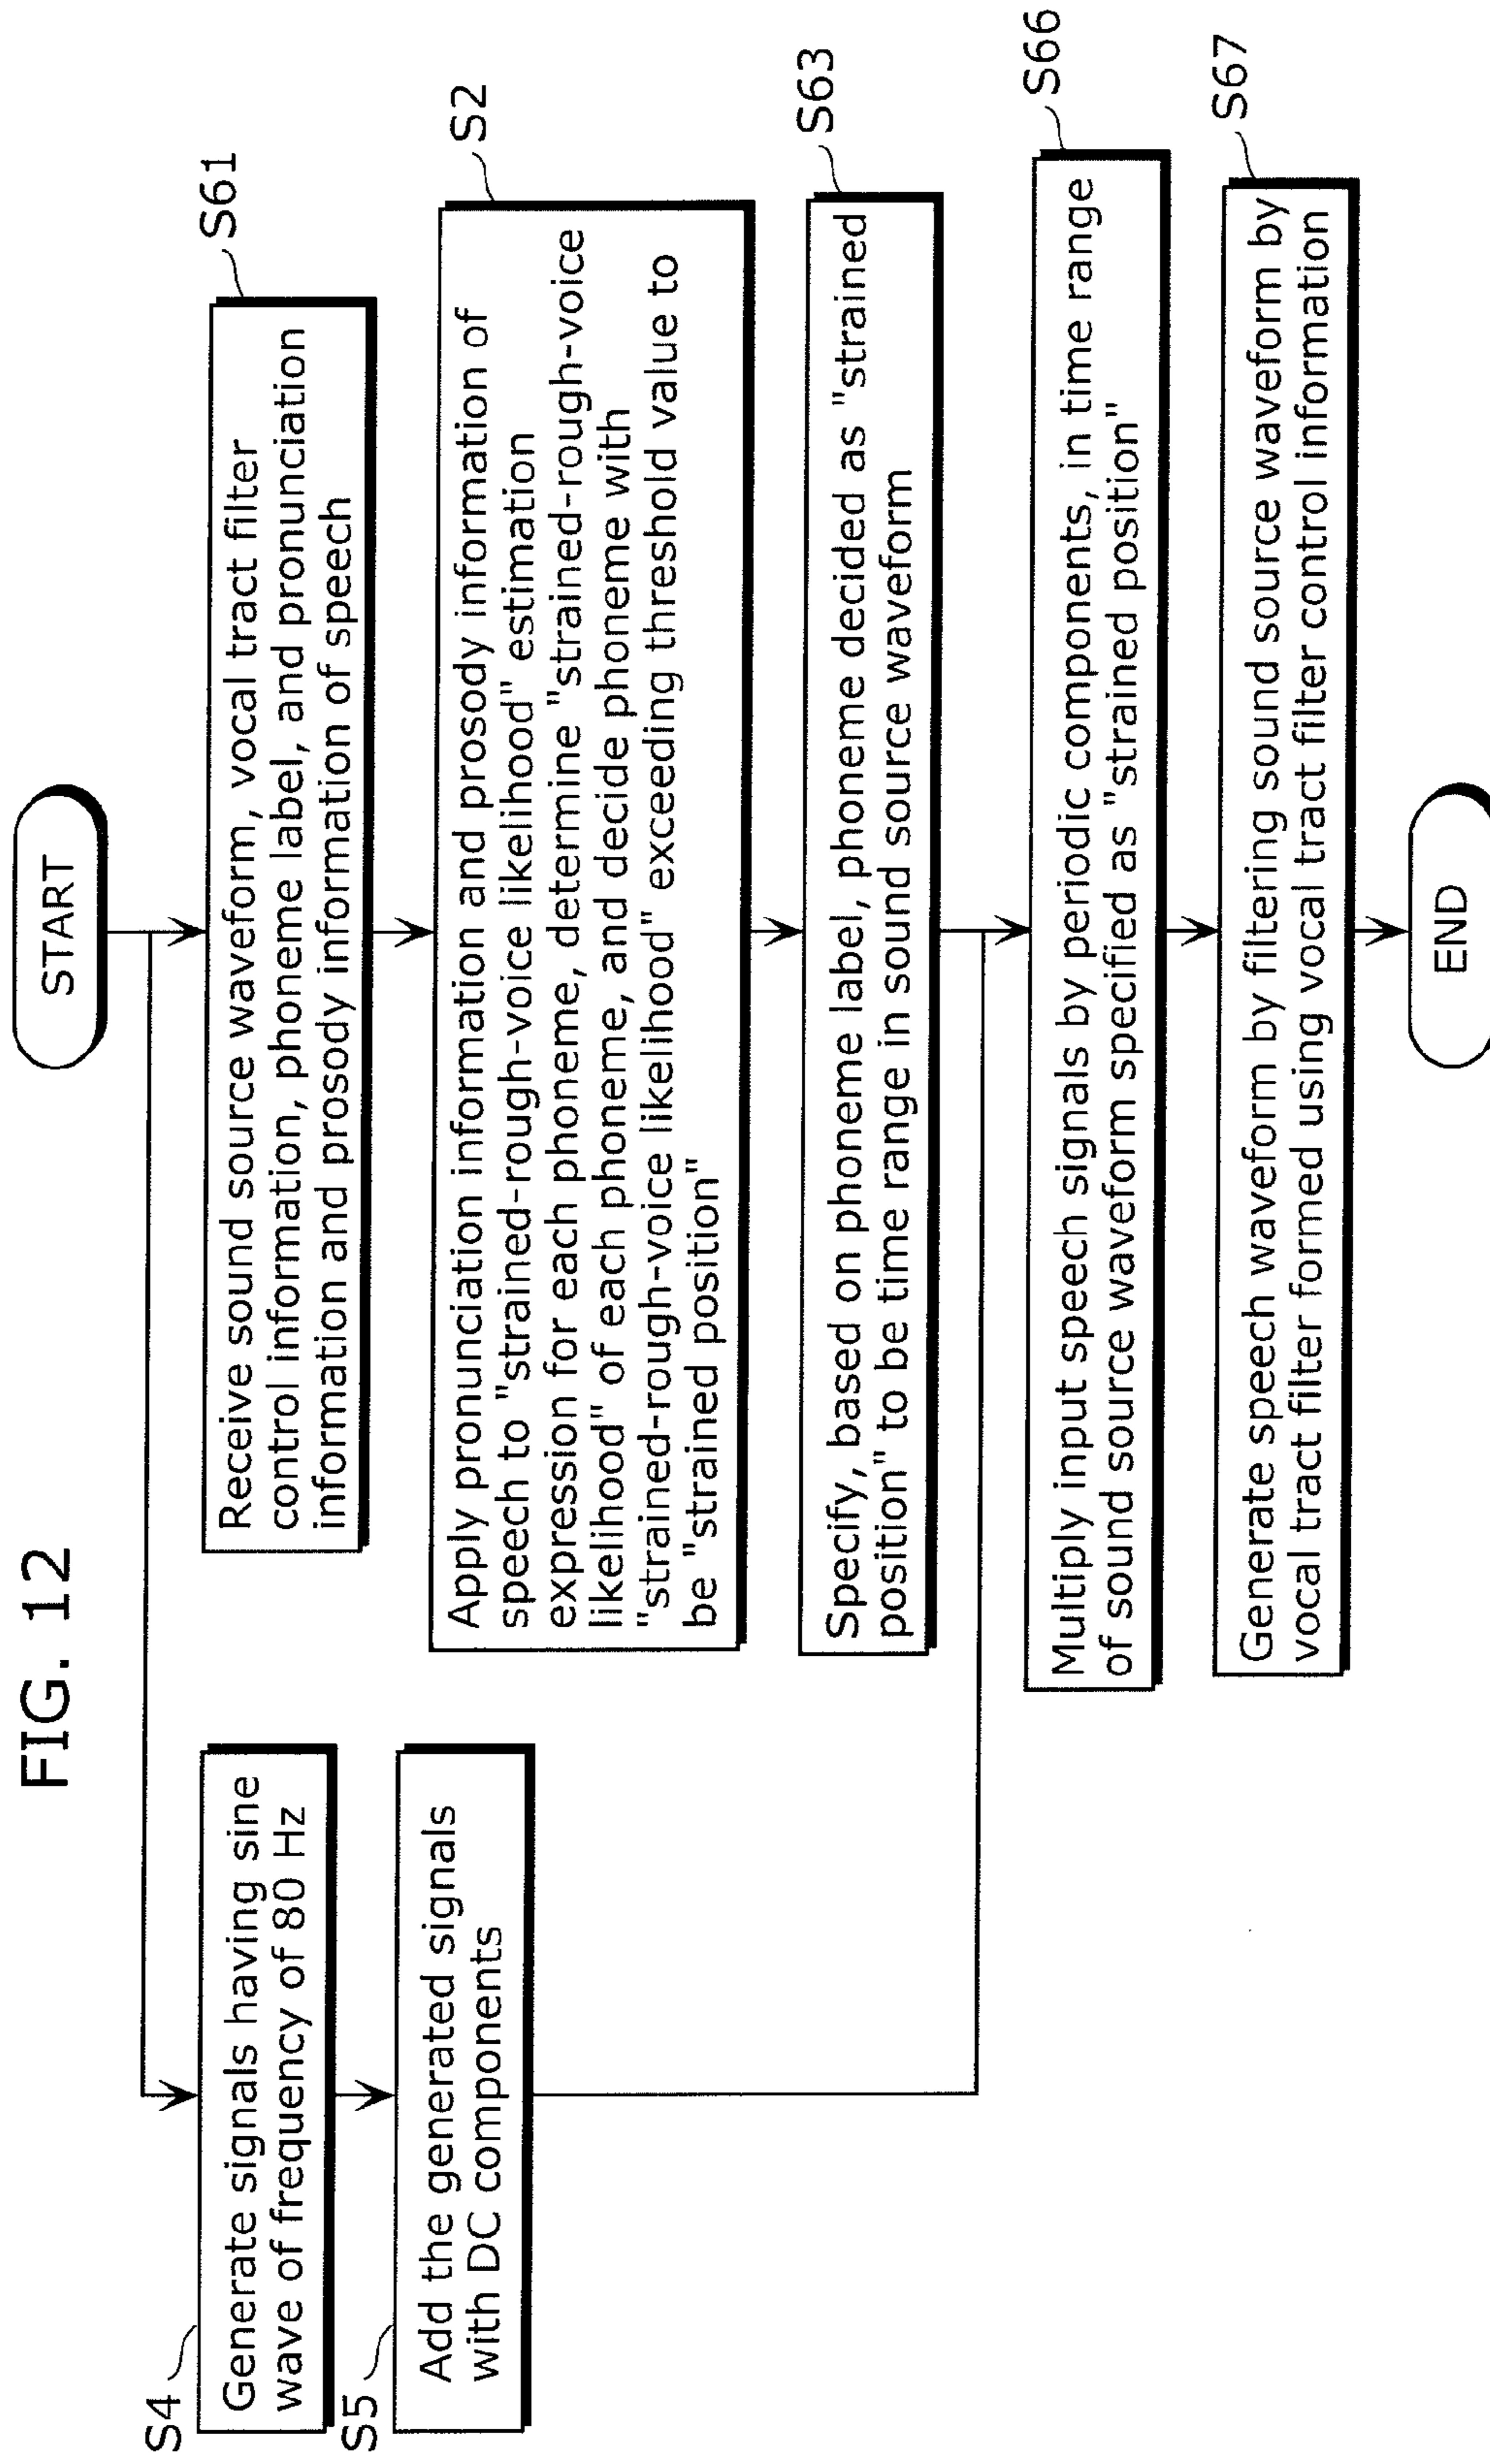 FIG. 12
START
S61
Receive sound source waveform, vocal tract filter
control information, phoneme label, and pronunciation
information and prosody information of speech
S2
Apply pronunciation information and prosody information of
speech to "strained-rough-voice likelihood" estimation
expression for each phoneme, determine "strained-rough-voice
likelihood" of each phoneme, and decide phoneme with
"strained-rough-voice likelihood" exceeding threshold value to
be "strained position"
S63
Specify, based on phoneme label, phoneme decided as "strained
position" to be time range in sound source waveform
S4
Generate signals having sine
wave of frequency of 80 Hz
S5
Add the generated signals
with DC components
S66
Multiply input speech signals by periodic components, in time range
of sound source waveform specified as "strained position"
S67
Generate speech waveform by filtering sound source waveform by
vocal tract filter formed using vocal tract filter control information
END